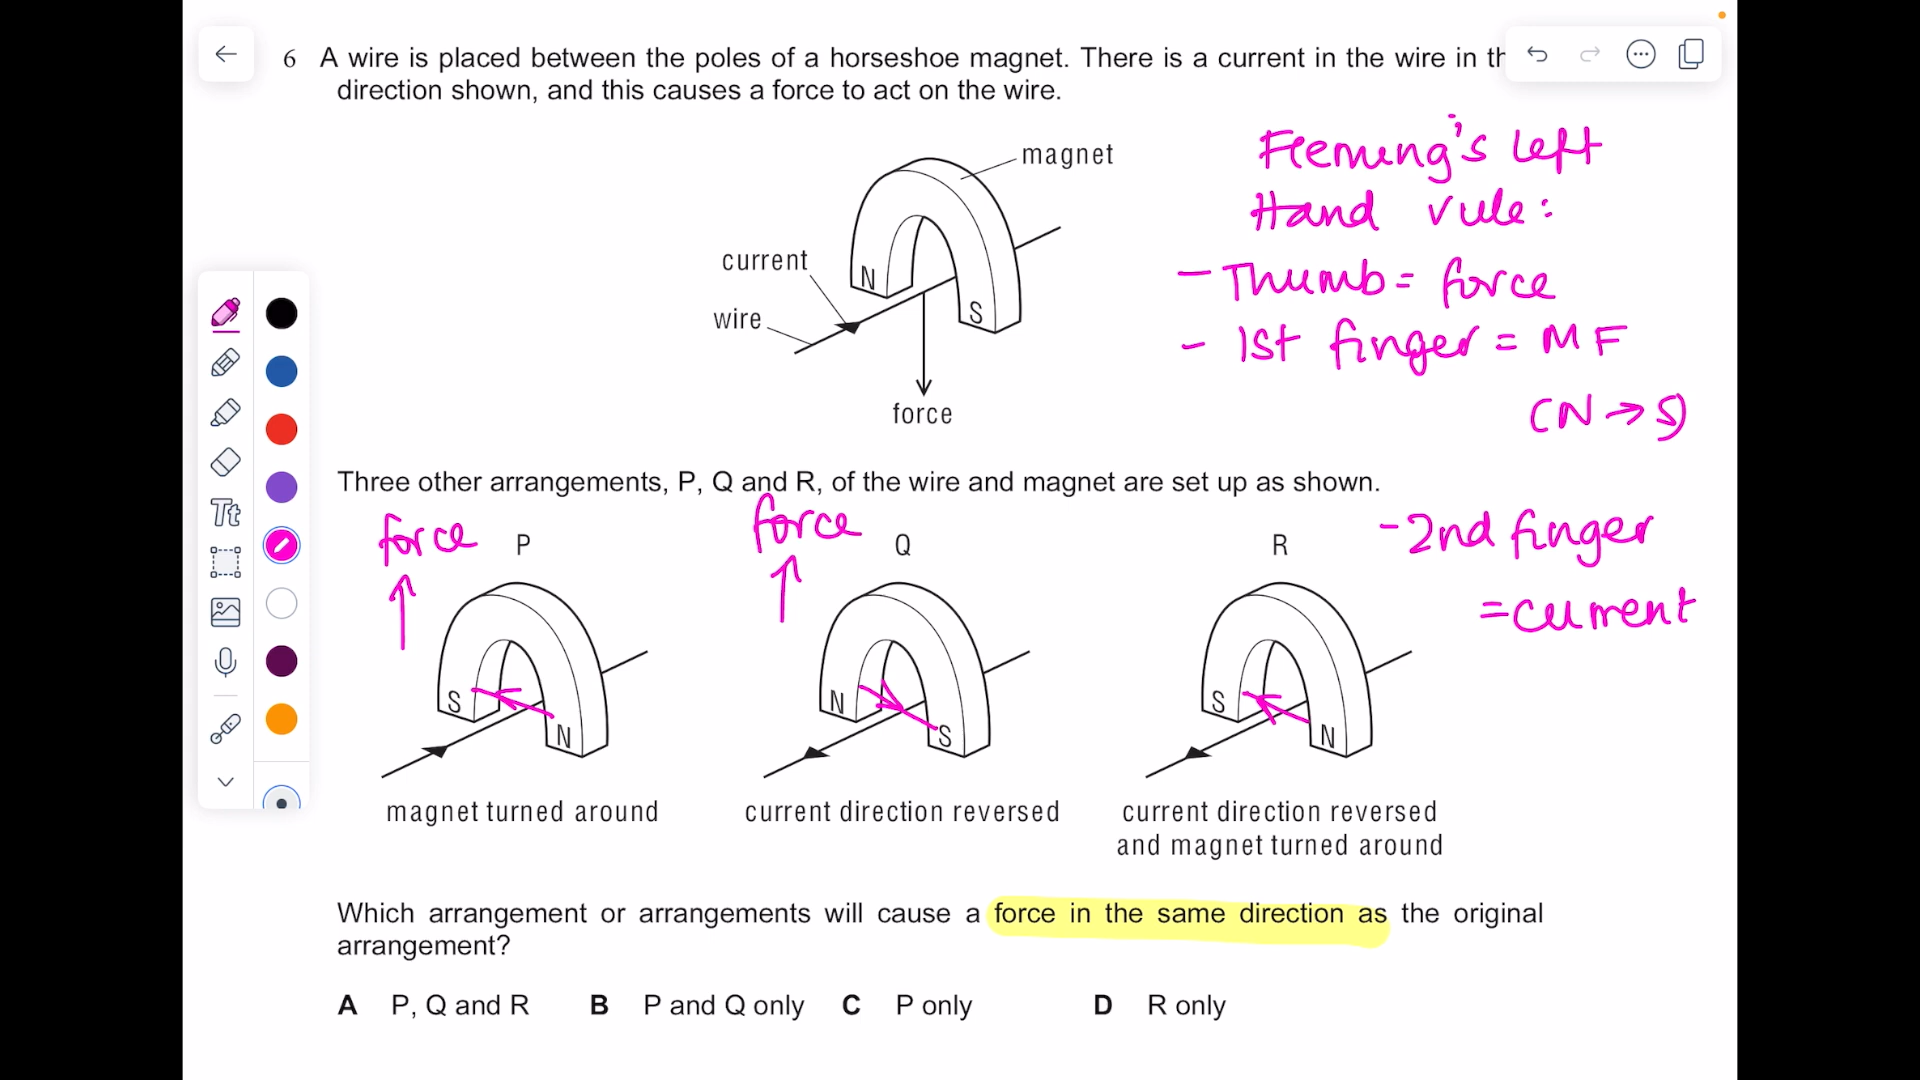 6 A wire is placed between the poles of a horseshoe magnet. There is a current in the wire in th
direction shown, and this causes a force to act on the wire.
magnet
current
N
wire
S
force
Fleming's Left
Hand rule:
- Thumb = force
- 1st finger = MF
(N → S)
Three other arrangements, P, Q and R, of the wire and magnet are set up as shown.
force P
force Q
R
- 2nd finger
= current
S N
N S
S N
magnet turned around
current direction reversed
current direction reversed
and magnet turned around
Which arrangement or arrangements will cause a force in the same direction as the original
arrangement?
A P, Q and R B P and Q only C P only D R only
Tt